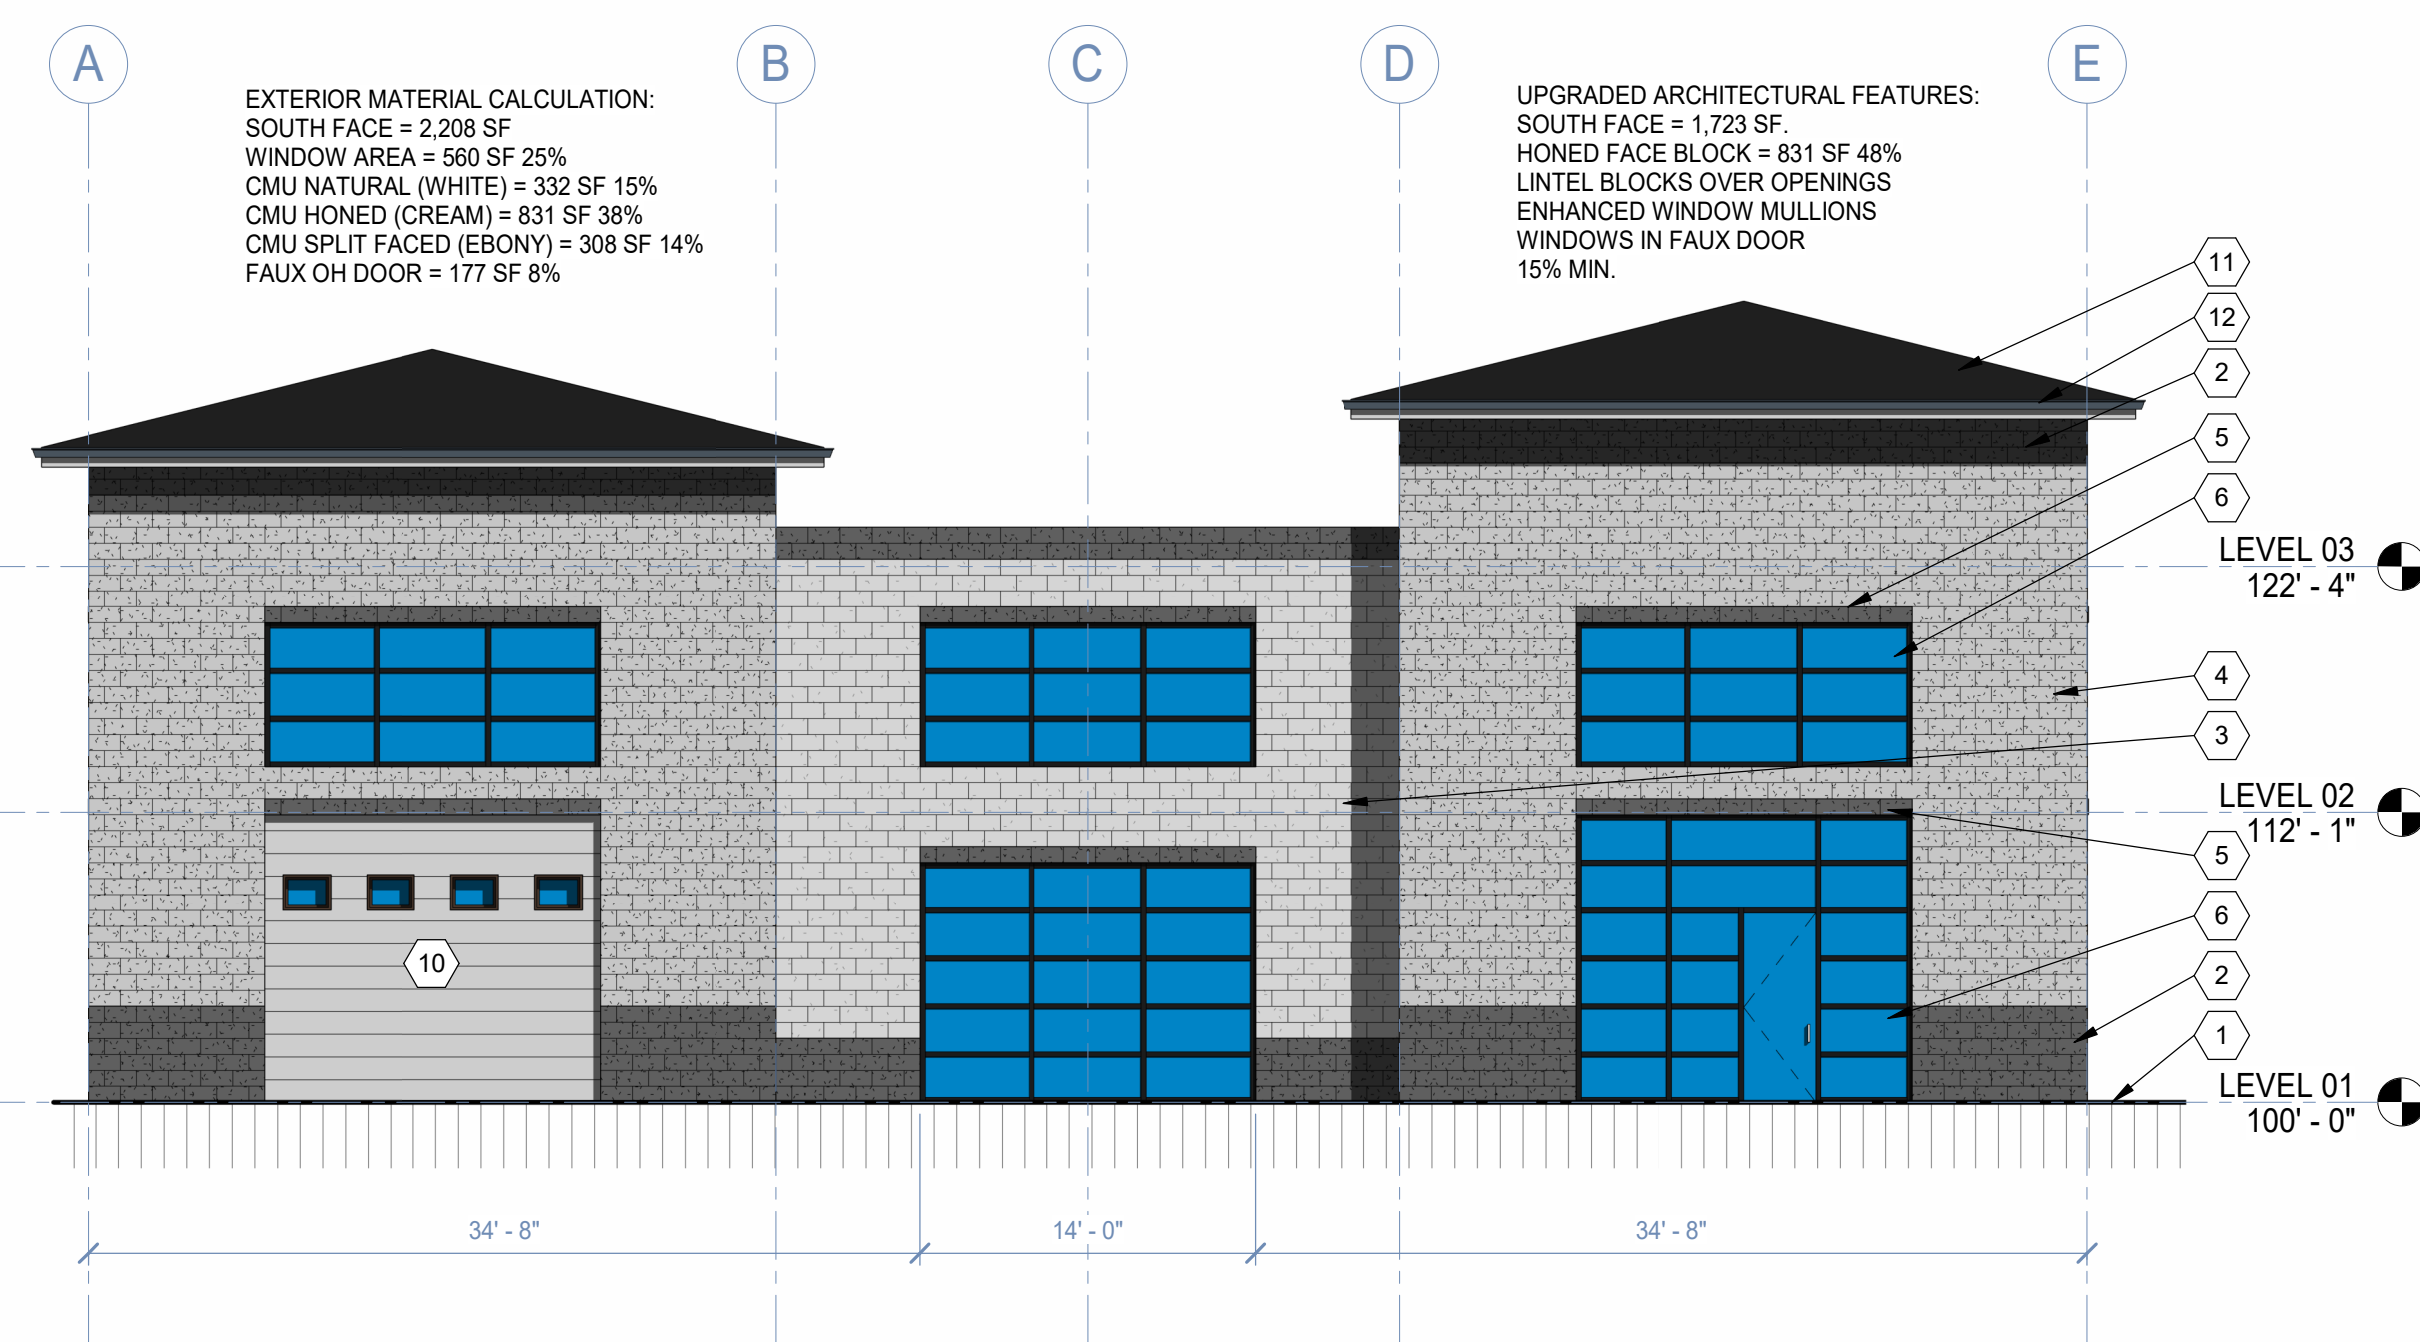 A
B
C
D
E
EXTERIOR MATERIAL CALCULATION:
SOUTH FACE = 2,208 SF
WINDOW AREA = 560 SF 25%
CMU NATURAL (WHITE) = 332 SF 15%
CMU HONED (CREAM) = 831 SF 38%
CMU SPLIT FACED (EBONY) = 308 SF 14%
FAUX OH DOOR = 177 SF 8%
UPGRADED ARCHITECTURAL FEATURES:
SOUTH FACE = 1,723 SF.
HONED FACE BLOCK = 831 SF 48%
LINTEL BLOCKS OVER OPENINGS
ENHANCED WINDOW MULLIONS
WINDOWS IN FAUX DOOR
15% MIN.
11
12
2
5
6
LEVEL 03
122' - 4"
4
3
LEVEL 02
112' - 1"
5
6
10
2
1
LEVEL 01
100' - 0"
34' - 8"
14' - 0"
34' - 8"